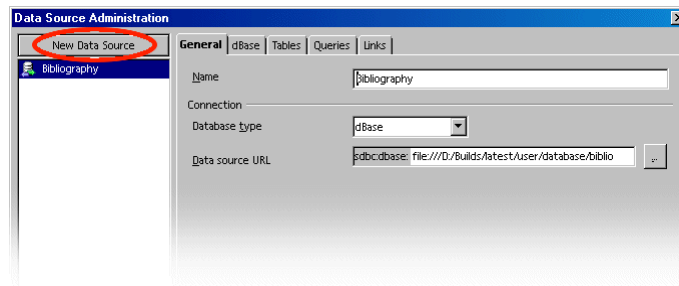 Data Source Administration
New Data Source
General dBase Tables Queries Links
Bibliography
Name Bibliography
Connection
Database type dBase
Data source URL sdbc:dbase: file:///D:/Builds/latest/user/database/biblio ...